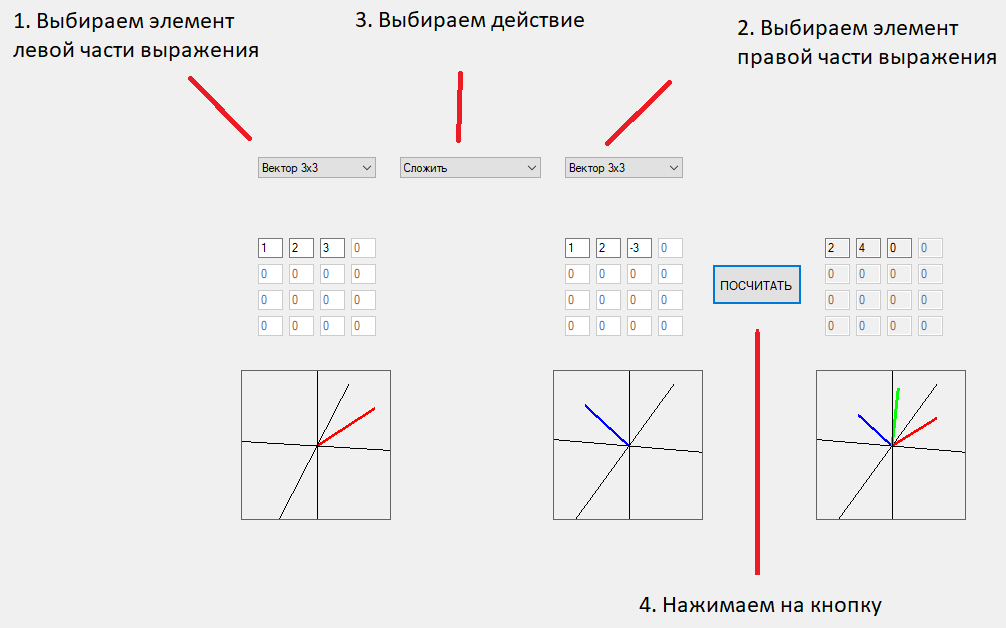 1. Выбираем элемент
левой части выражения
3. Выбираем действие
2. Выбираем элемент
правой части выражения
Вектор 3x3
Сложить
Вектор 3x3
1 2 3 0
0 0 0 0
0 0 0 0
0 0 0 0
1 2 -3 0
0 0 0 0
0 0 0 0
0 0 0 0
ПОСЧИТАТЬ
2 4 0 0
0 0 0 0
0 0 0 0
0 0 0 0
4. Нажимаем на кнопку